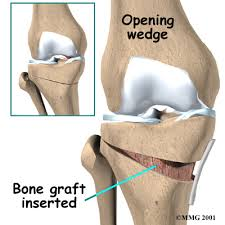 Opening
wedge
Bone graft
inserted
©MMG 2001